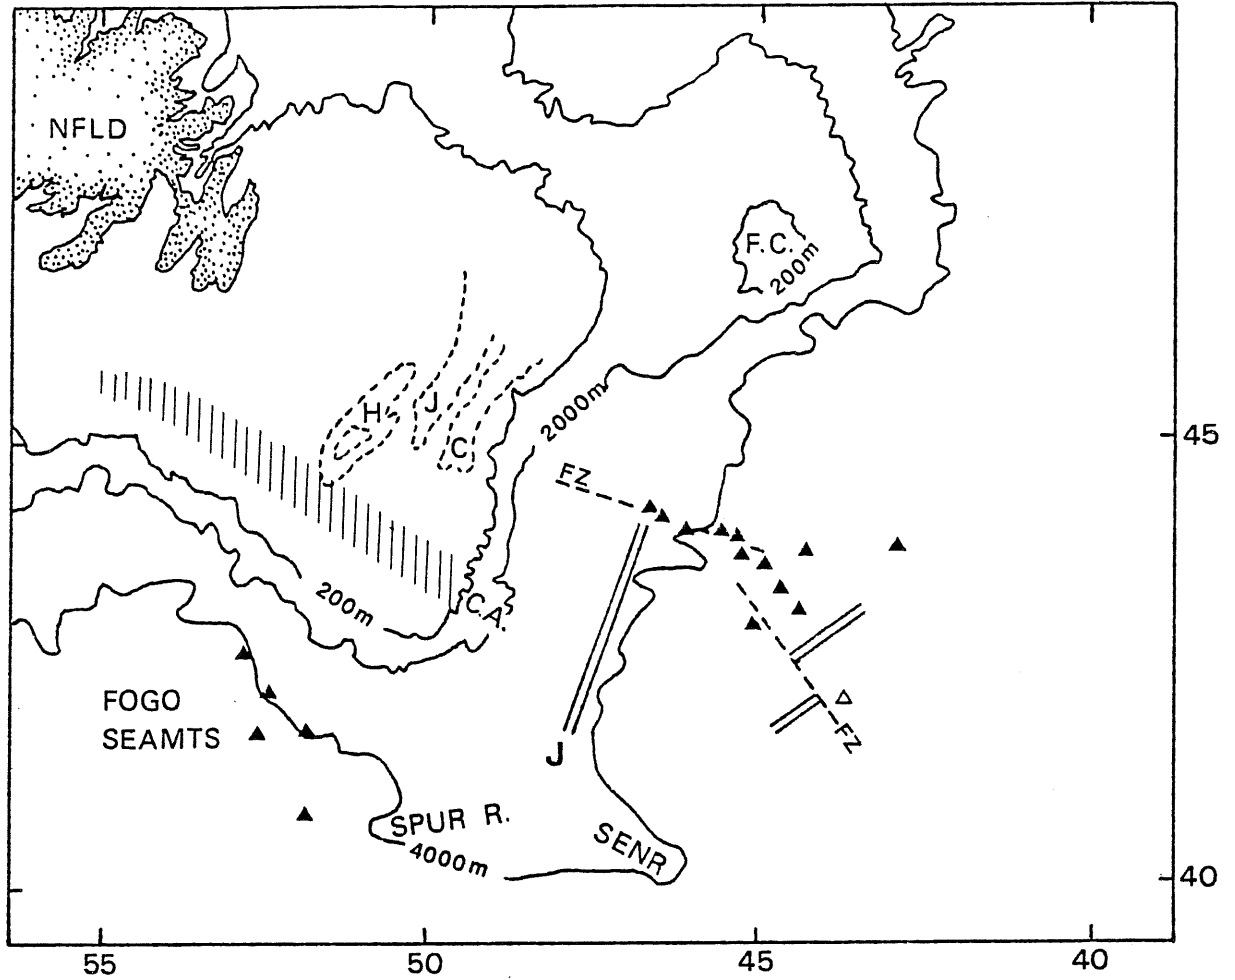 NFLD
F.C.
200m
H
J
C
2000m
45
FZ
200m
C.A.
FOGO
SEAMTS
J
FZ
SPUR R.
4000m
SENR
40
55
50
45
40